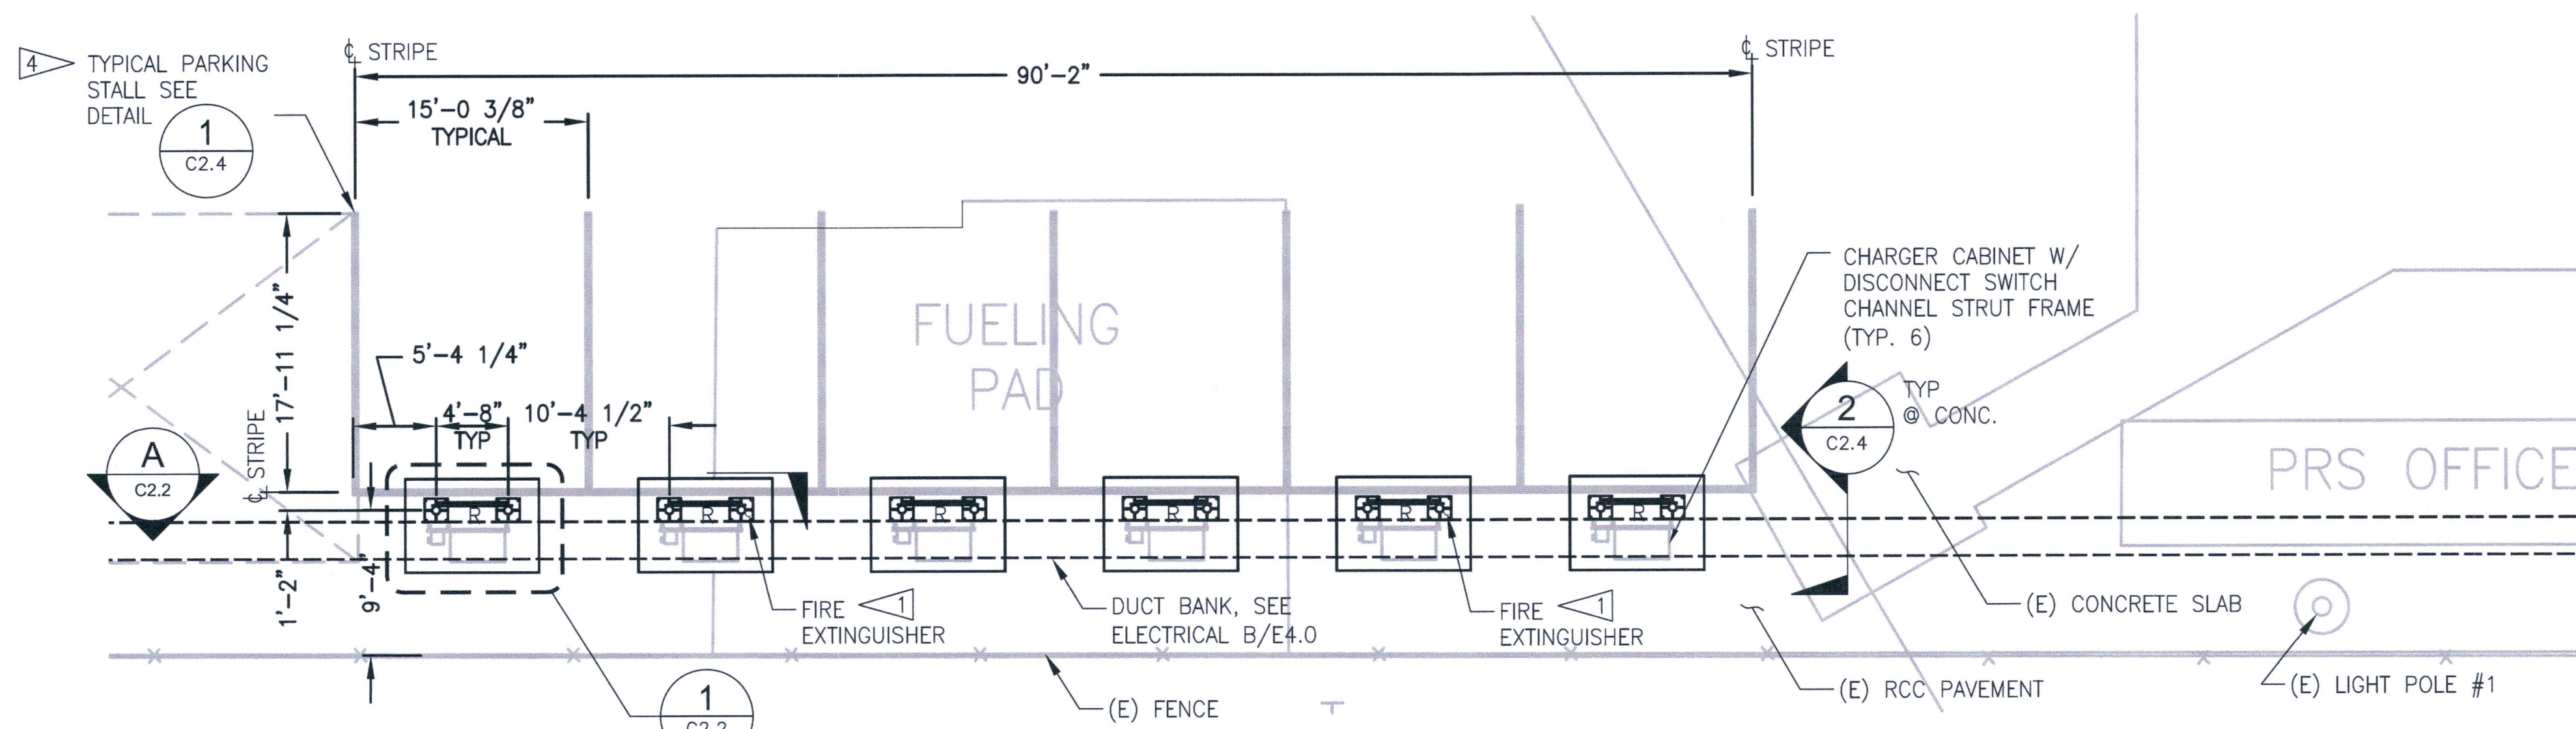 4
TYPICAL PARKING
STALL SEE
DETAIL
1
C2.4
℄ STRIPE
90'-2"
℄ STRIPE
15'-0 3/8"
TYPICAL
17'-11 1/4"
℄ STRIPE
5'-4 1/4"
4'-8"
TYP
10'-4 1/2"
TYP
FUELING
PAD
CHARGER CABINET W/
DISCONNECT SWITCH
CHANNEL STRUT FRAME
(TYP. 6)
2
C2.4
TYP
@ CONC.
A
C2.2
PRS OFFICE
R
R
R
R
R
R
1'-2"
9'-4"
FIRE
EXTINGUISHER
1
DUCT BANK, SEE
ELECTRICAL B/E4.0
FIRE
EXTINGUISHER
1
(E) CONCRETE SLAB
(E) RCC PAVEMENT
(E) LIGHT POLE #1
(E) FENCE
1